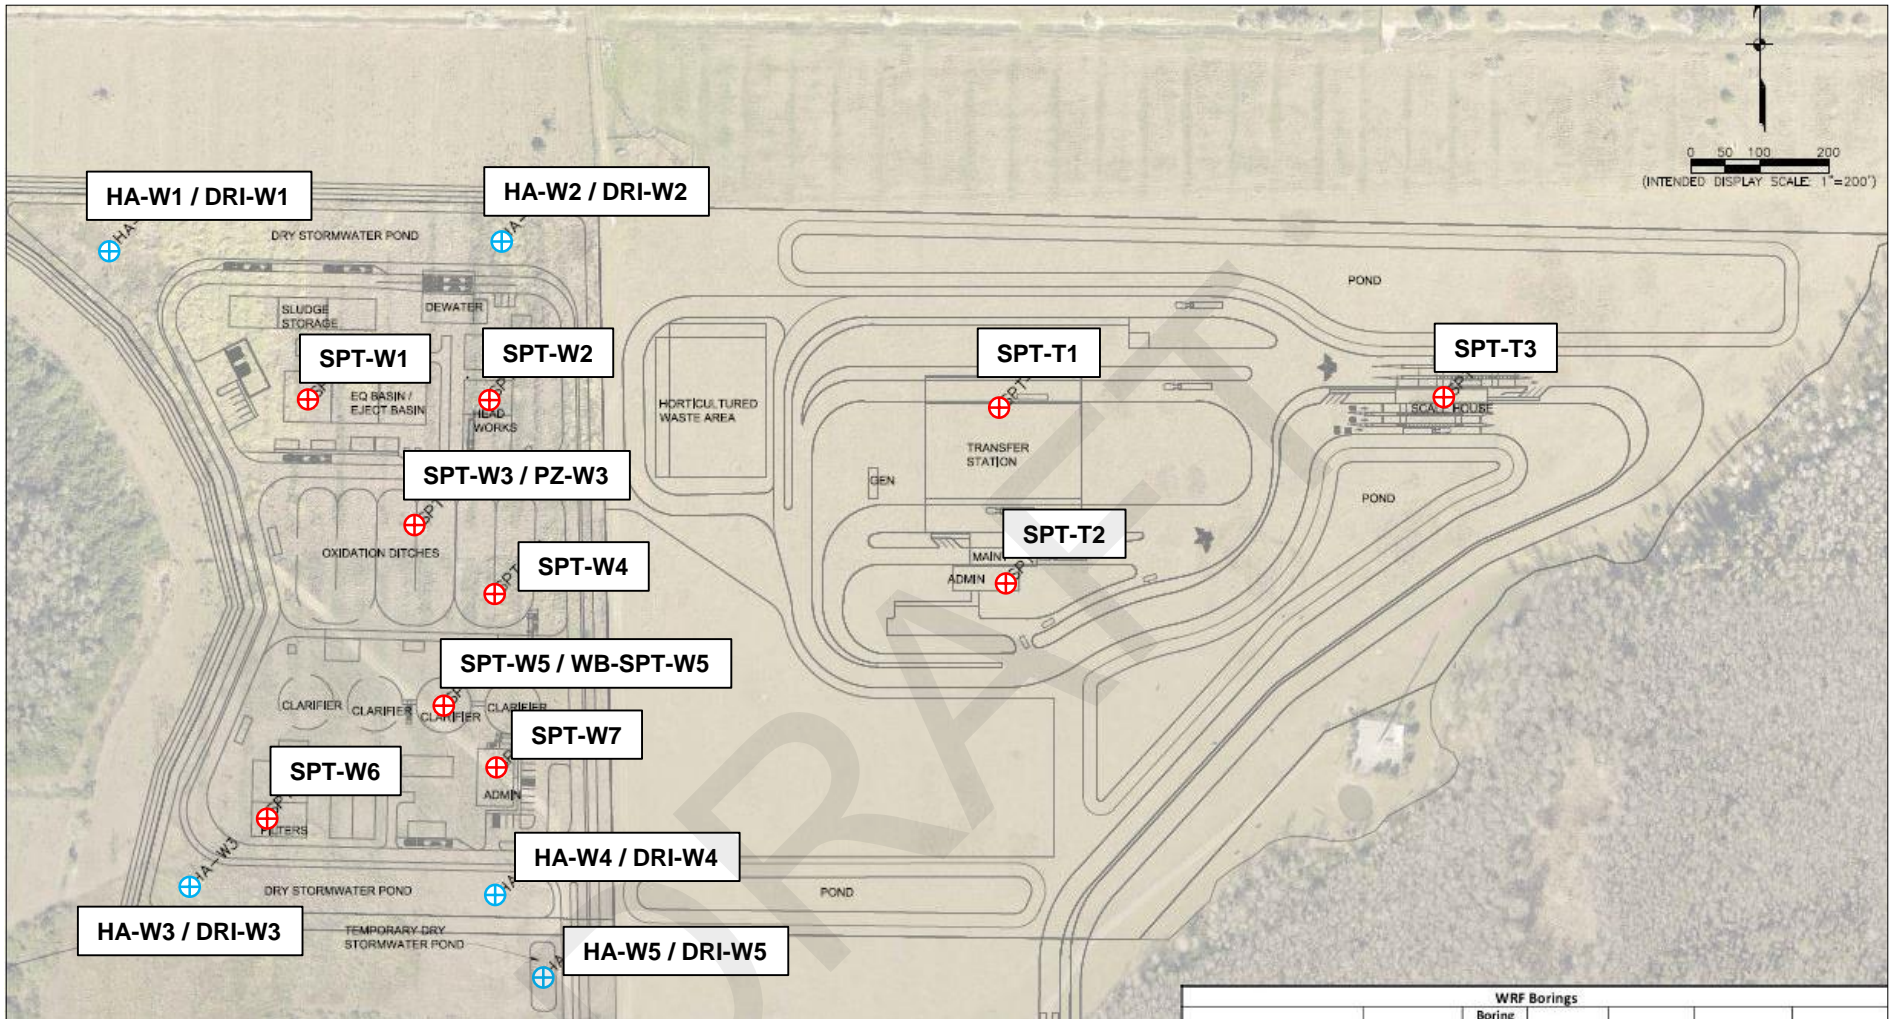 0 50 100 200
(INTENDED DISPLAY SCALE: 1"=200')
HA-W1 / DRI-W1
HA-W2 / DRI-W2
DRY STORMWATER POND
POND
SLUDGE
STORAGE
DEWATER
SPT-W1
SPT-W2
SPT-T1
SPT-T3
EQ BASIN /
EJECT BASIN
HEAD
WORKS
HORTICULTURED
WASTE AREA
SCALE HOUSE
TRANSFER
STATION
SPT-W3 / PZ-W3
GEN
POND
OXIDATION DITCHES
SPT-T2
SPT-W4
MAINT
ADMIN
SPT-W5 / WB-SPT-W5
CLARIFIER
CLARIFIER
CLARIFIER
CLARIFIER
SPT-W7
SPT-W6
ADMIN
FILTERS
HA-W3
HA-W4 / DRI-W4
DRY STORMWATER POND
POND
HA-W3 / DRI-W3
TEMPORARY DRY
STORMWATER POND
HA-W5 / DRI-W5
DRAFT
WRF Borings
Boring